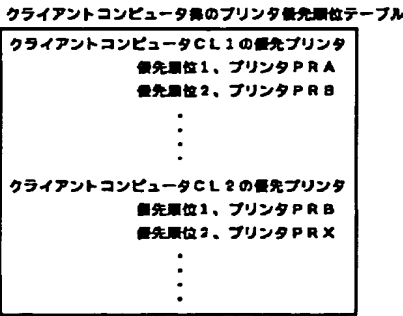 クライアントコンピュータ毎のプリンタ優先順位テーブル
クライアントコンピュータCL1の優先プリンタ
優先順位1、プリンタPRA
優先順位2、プリンタPRB
クライアントコンピュータCL2の優先プリンタ
優先順位1、プリンタPRB
優先順位2、プリンタPRX